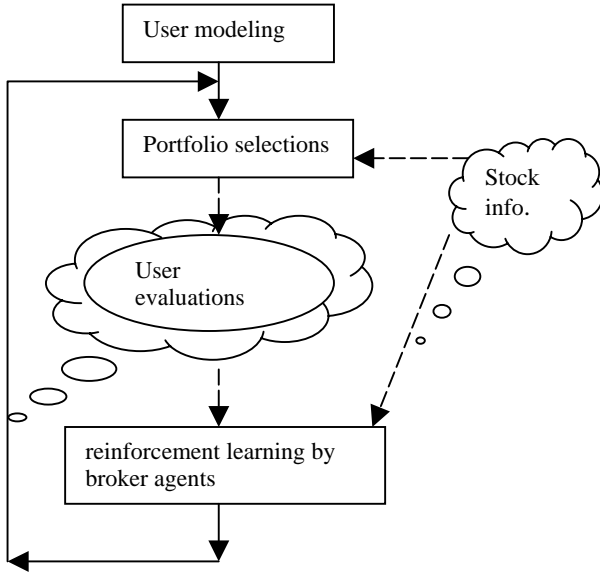 User modeling
Portfolio selections
Stock
info.
User
evaluations
reinforcement learning by
broker agents